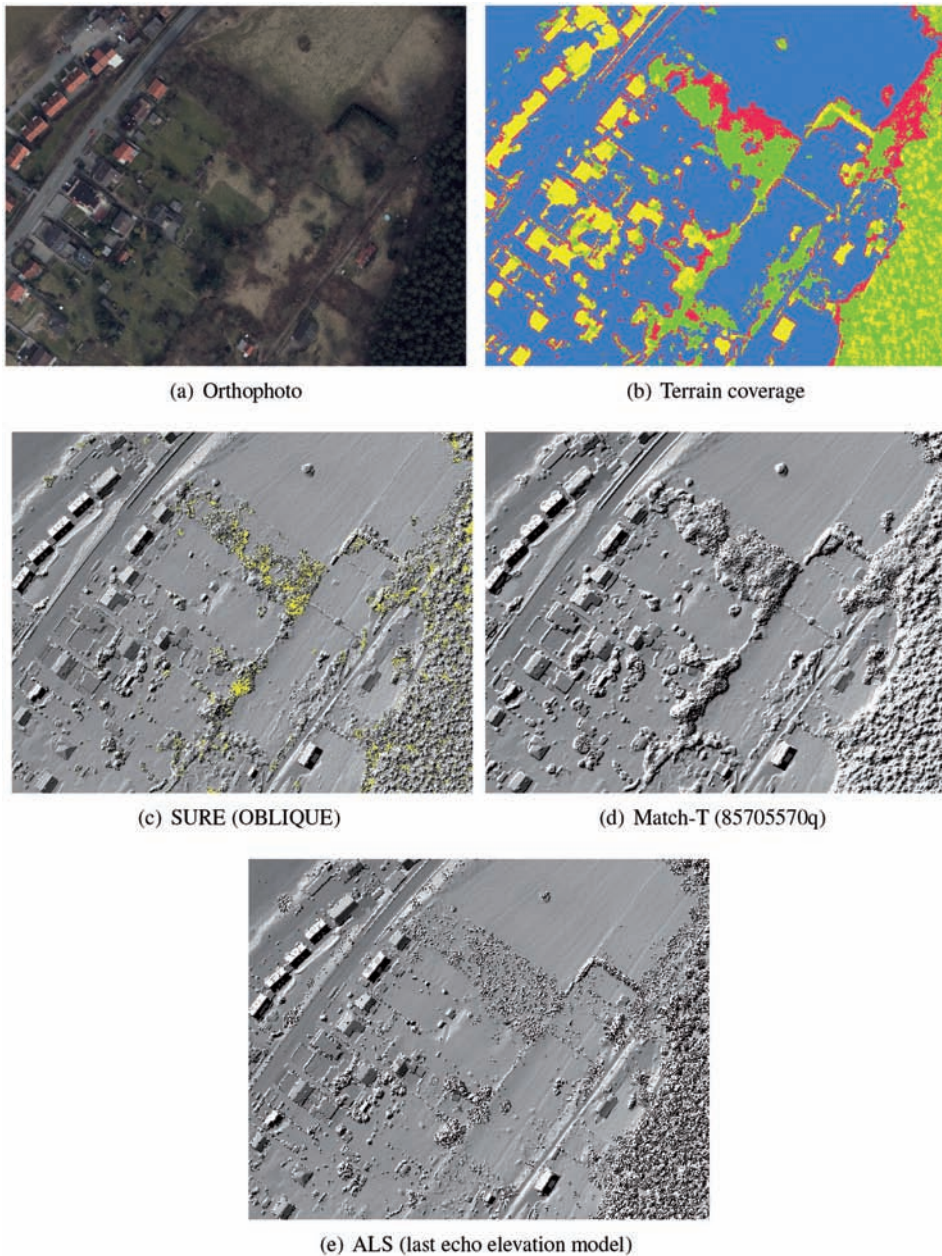 (a) Orthophoto
(b) Terrain coverage
(c) SURE (OBLIQUE)
(d) Match-T (85705570q)
(e) ALS (last echo elevation model)